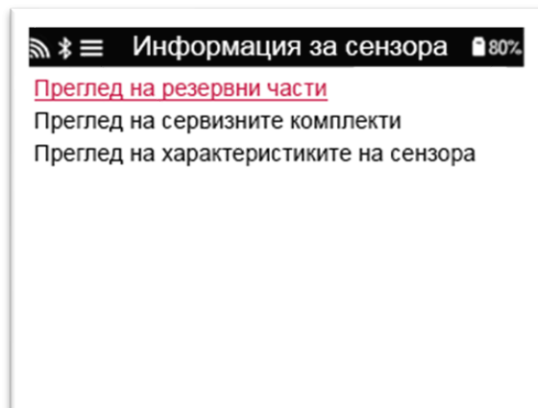 Информация за сензора 80%
Преглед на резервни части
Преглед на сервизните комплекти
Преглед на характеристиките на сензора